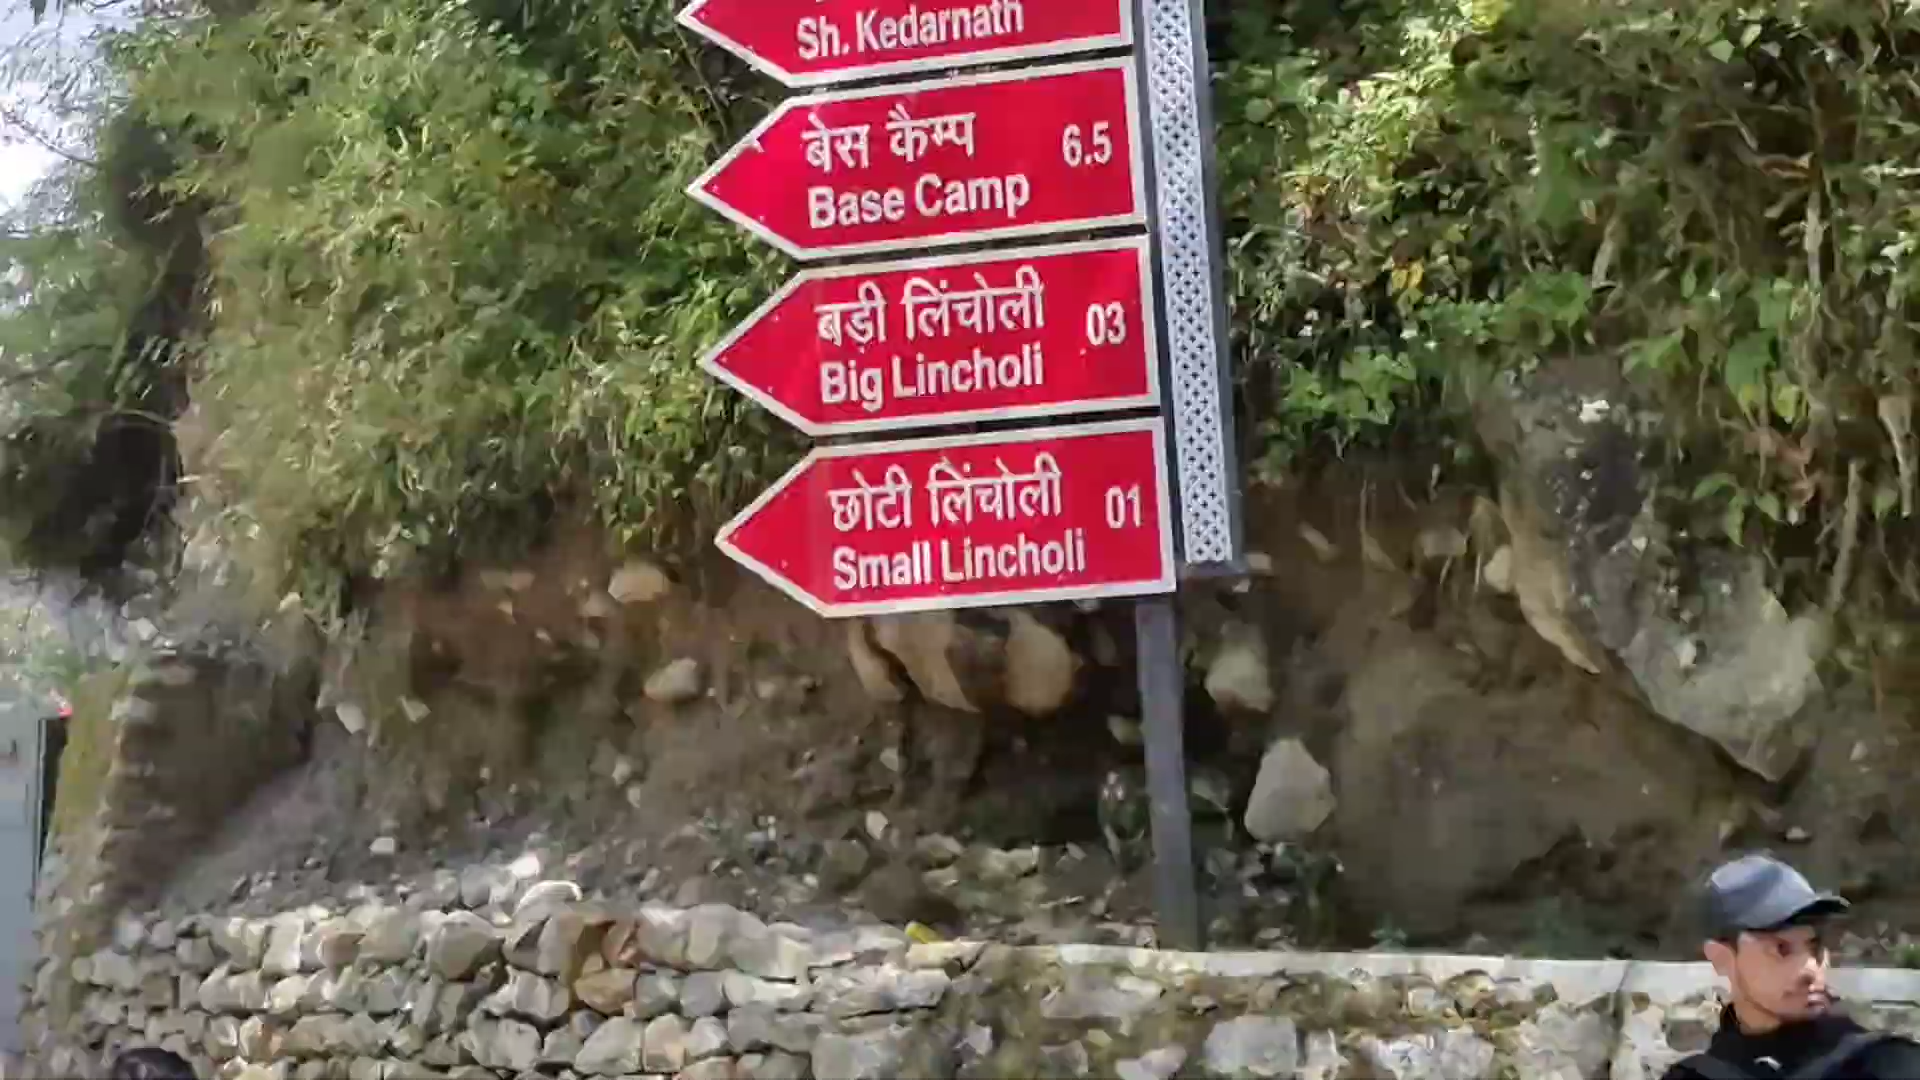 Sh. Kedarnath
बेस कैम्प 6.5
Base Camp
बड़ी लिंचोली 03
Big Lincholi
छोटी लिंचोली 01
Small Lincholi